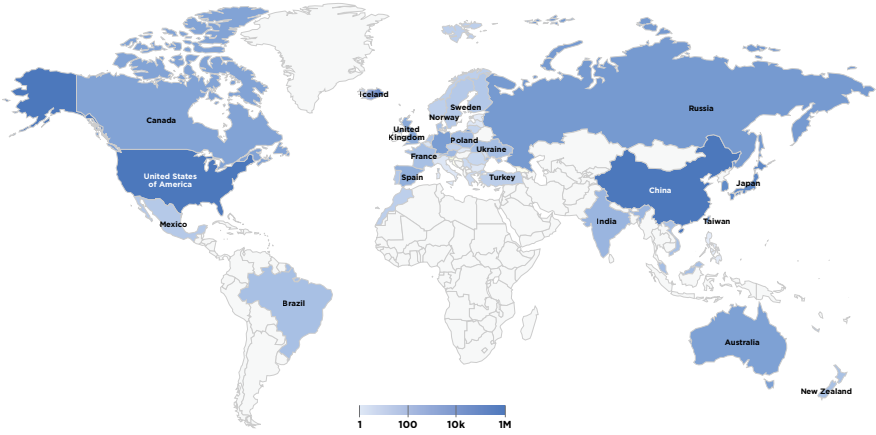 Iceland
Canada
Sweden
Norway
Russia
United
Kingdom
Poland
Ukraine
France
United States
of America
Spain
Turkey
China
Japan
Mexico
India
Taiwan
Brazil
Australia
New Zealand
1 100 10k 1M